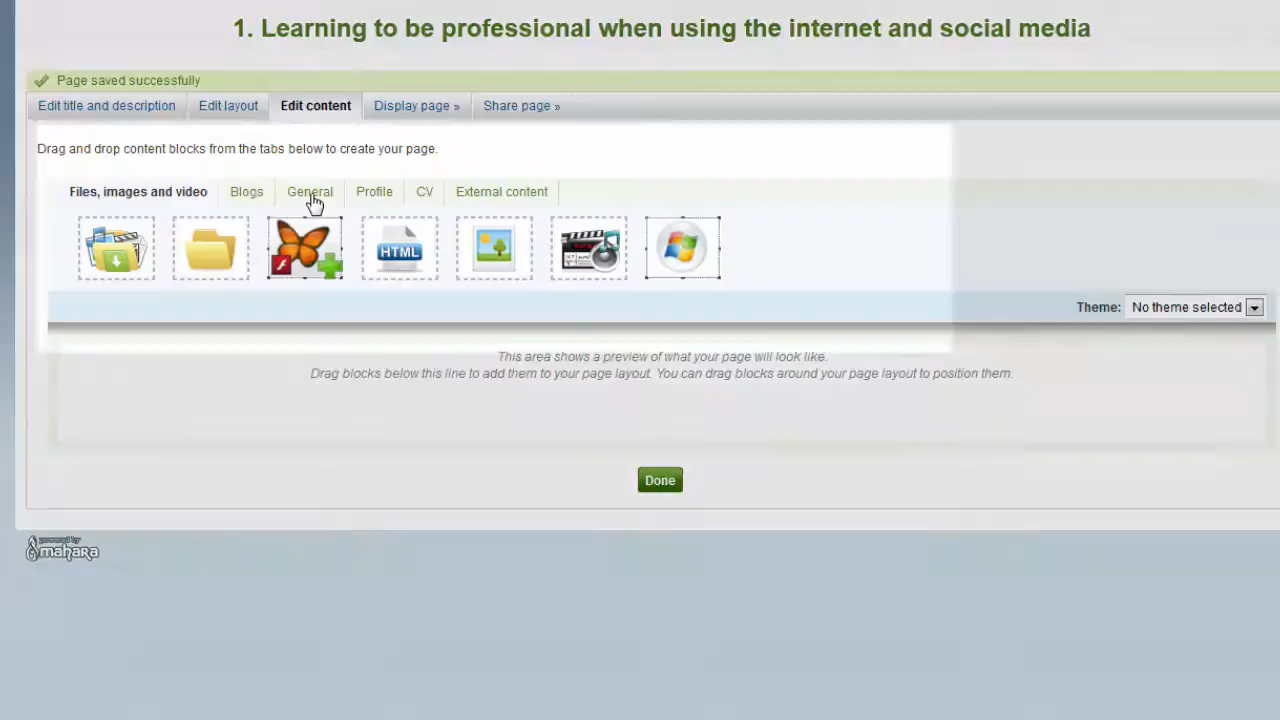 1. Learning to be professional when using the internet and social media
Page saved successfully
Edit title and description Edit layout Edit content Display page » Share page »
Drag and drop content blocks from the tabs below to create your page.
Files, images and video Blogs General Profile CV External content
HTML
Theme: No theme selected
This area shows a preview of what your page will look like.
Drag blocks below this line to add them to your page layout. You can drag blocks around your page layout to position them.
Done
powered by
mahara